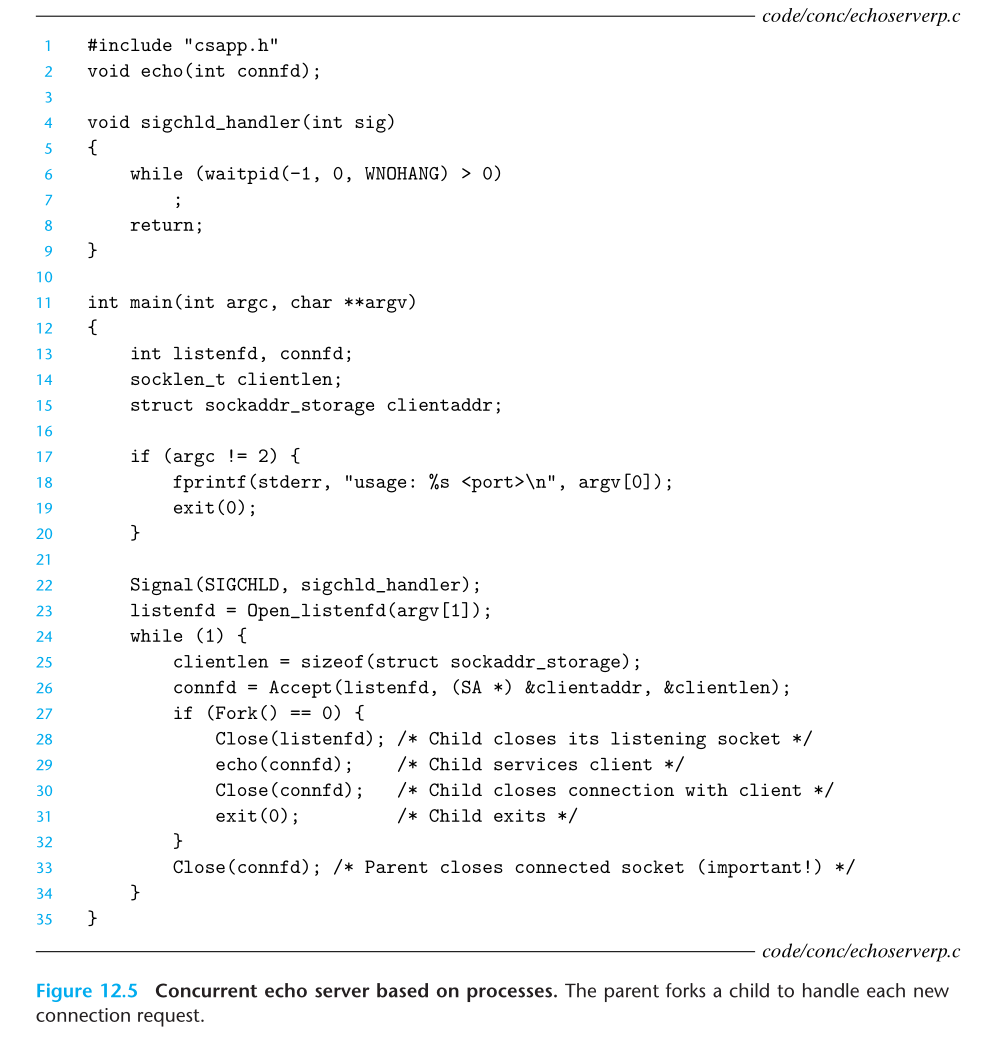 code/conc/echoserverp.c
1 #include "csapp.h"
2 void echo(int connfd);
3
4 void sigchld_handler(int sig)
5 {
6     while (waitpid(-1, 0, WNOHANG) > 0)
7         ;
8     return;
9 }
10
11 int main(int argc, char **argv)
12 {
13     int listenfd, connfd;
14     socklen_t clientlen;
15     struct sockaddr_storage clientaddr;
16
17     if (argc != 2) {
18         fprintf(stderr, "usage: %s <port>\n", argv[0]);
19         exit(0);
20     }
21
22     Signal(SIGCHLD, sigchld_handler);
23     listenfd = Open_listenfd(argv[1]);
24     while (1) {
25         clientlen = sizeof(struct sockaddr_storage);
26         connfd = Accept(listenfd, (SA *) &clientaddr, &clientlen);
27         if (Fork() == 0) {
28             Close(listenfd); /* Child closes its listening socket */
29             echo(connfd);    /* Child services client */
30             Close(connfd);   /* Child closes connection with client */
31             exit(0);         /* Child exits */
32         }
33         Close(connfd); /* Parent closes connected socket (important!) */
34     }
35 }
code/conc/echoserverp.c
Figure 12.5 Concurrent echo server based on processes. The parent forks a child to handle each new
connection request.